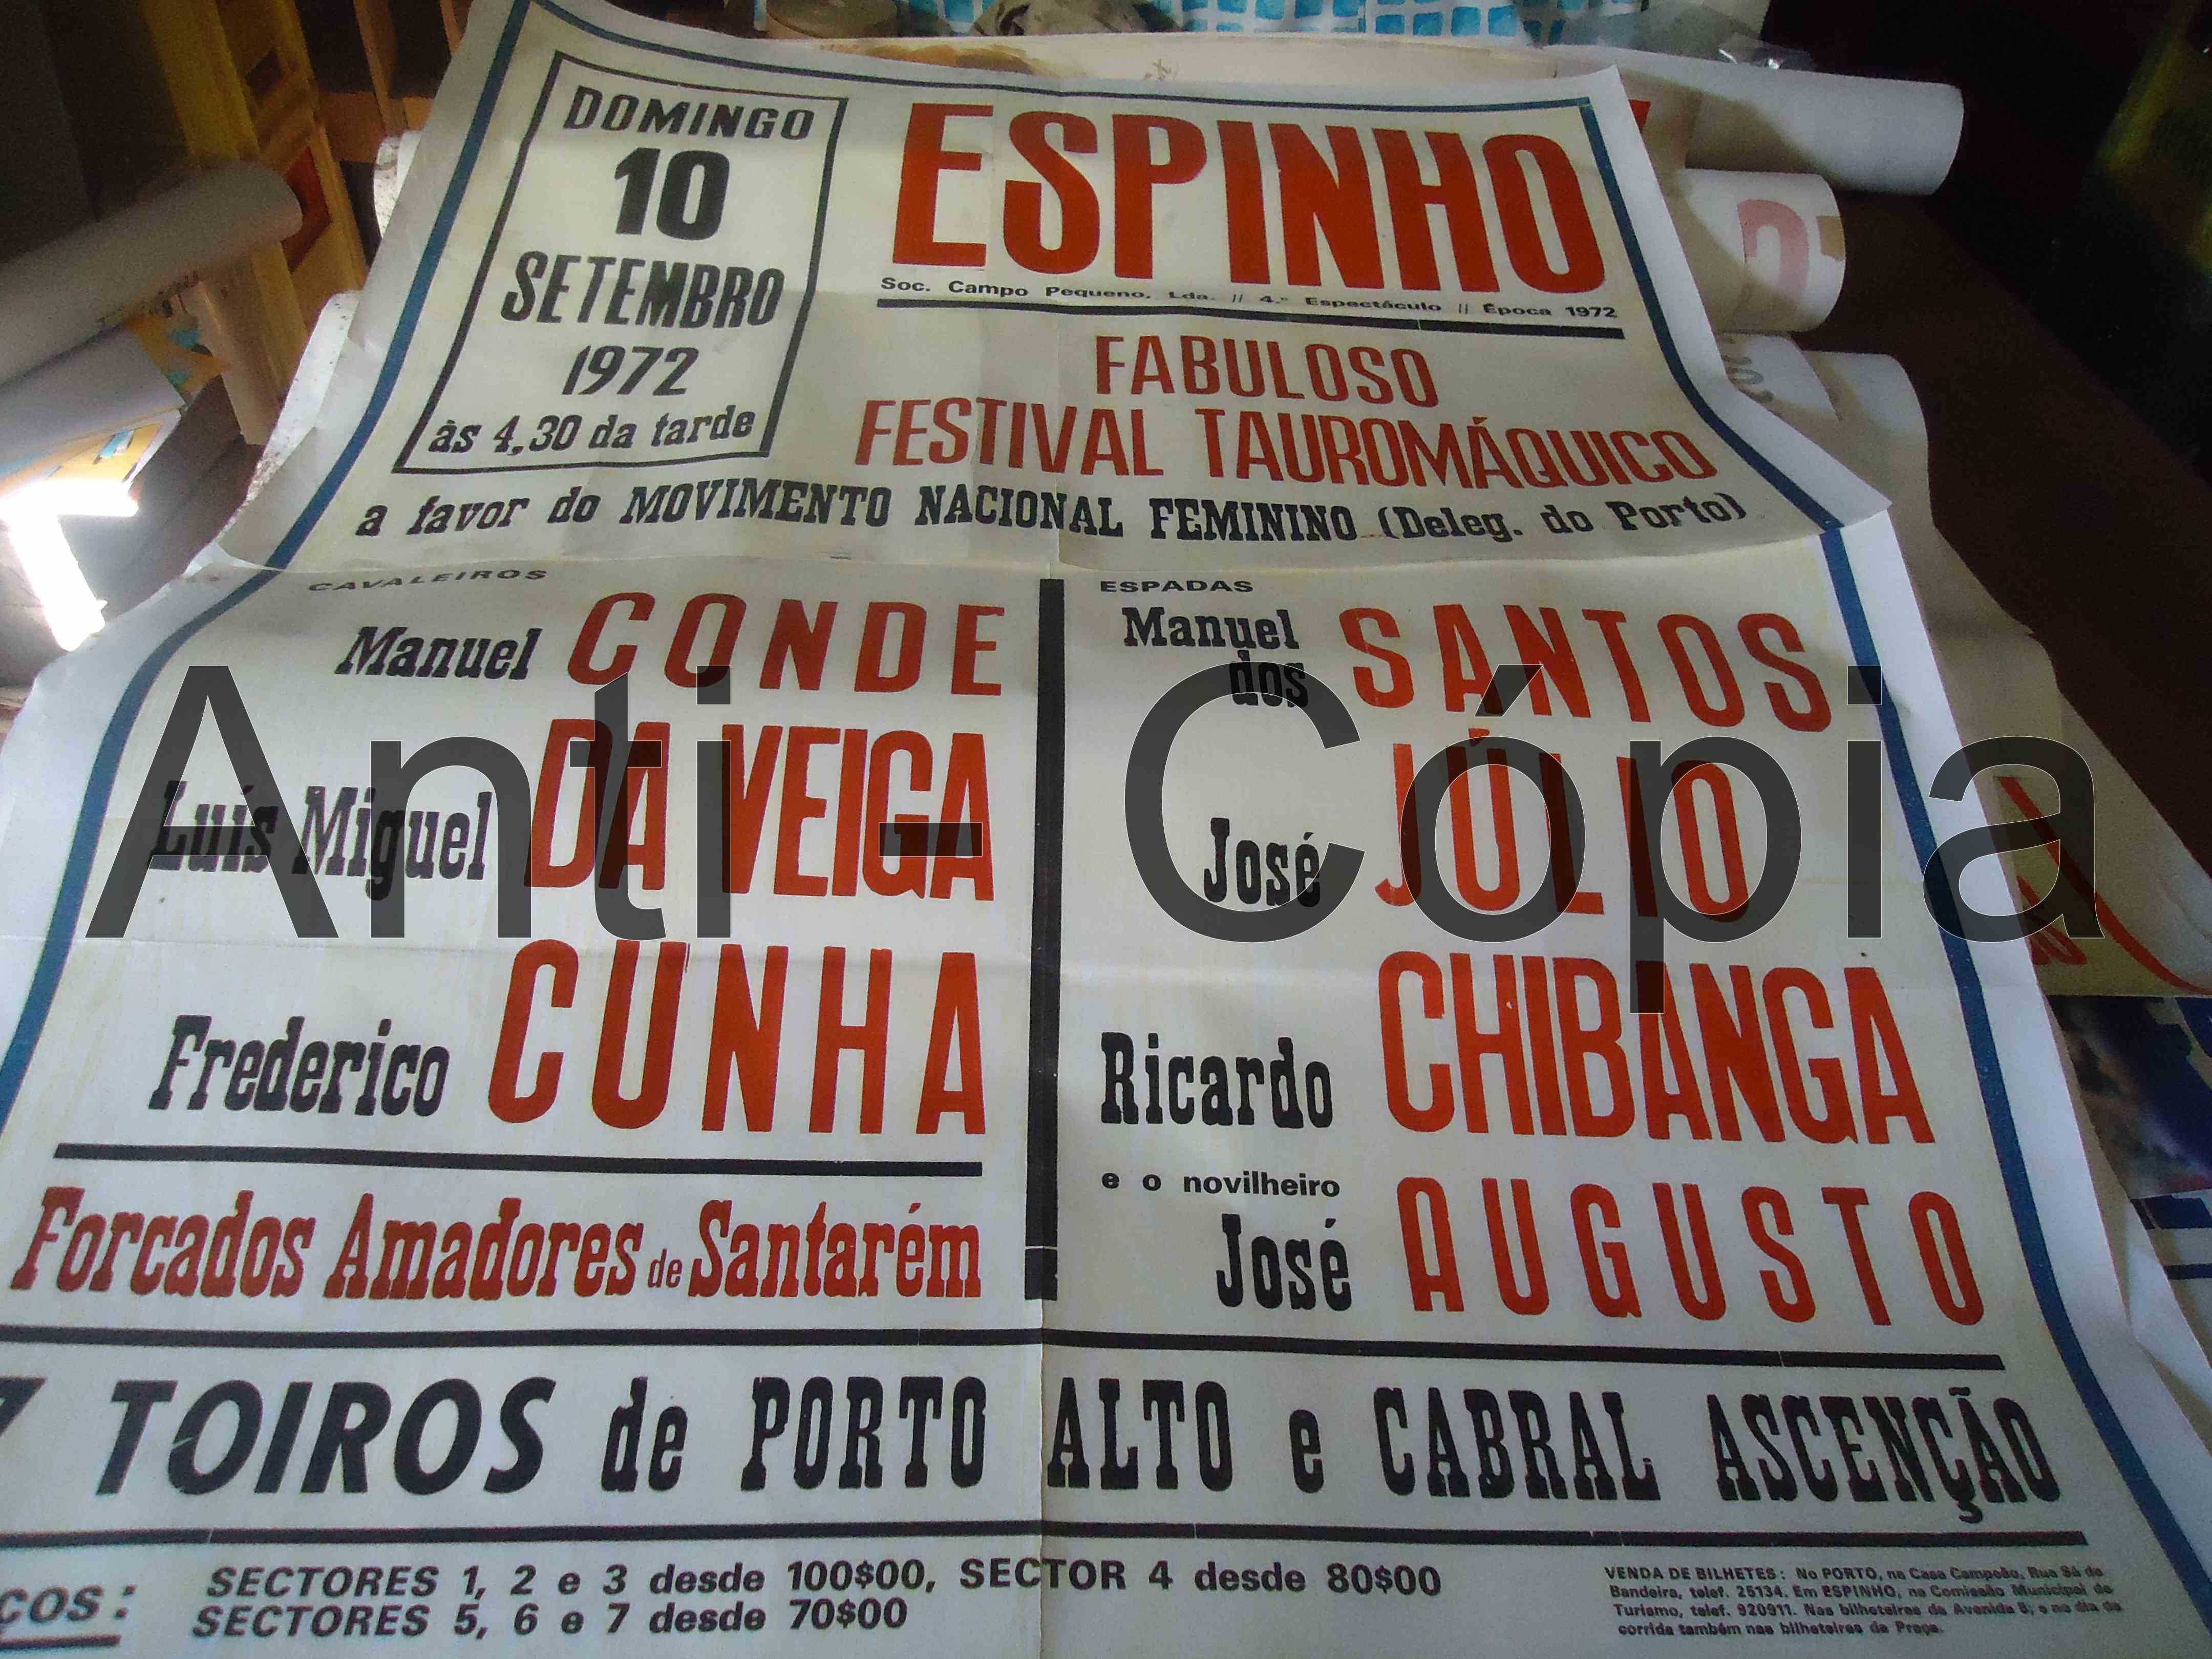 DOMINGO
10
SETEMBRO
1972
às 4,30 da tarde
ESPINHO
Soc. Campo Pequeno, Lda. // 4.º Espectáculo // Época 1972
FABULOSO
FESTIVAL TAUROMÁQUICO
a favor do MOVIMENTO NACIONAL FEMININO (Deleg. do Porto)
CAVALEIROS
Manuel CONDE
Luís Miguel DA VEIGA
Frederico CUNHA
Forcados Amadores de Santarém
ESPADAS
Manuel dos SANTOS
José JÚLIO
Ricardo CHIBANGA
e o novilheiro
José AUGUSTO
Anti - Cópia
7 TOIROS de PORTO ALTO e CABRAL ASCENÇÃO
ÇOS:
SECTORES 1, 2 e 3 desde 100$00, SECTOR 4 desde 80$00
SECTORES 5, 6 e 7 desde 70$00
VENDA DE BILHETES: No PORTO, na Casa Campeão, Rua Sá da
Bandeira, telef. 25134. Em ESPINHO, na Comissão Municipal de
Turismo, telef. 920911. Nas bilheteiras da Avenida 8, e no dia da
corrida também nas bilheteiras da Praça.